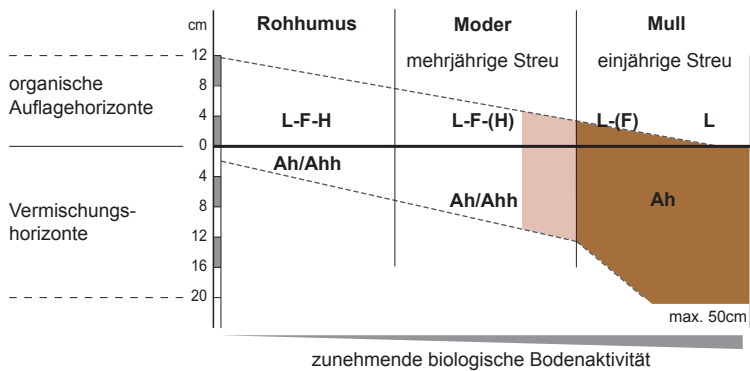 cm
Rohhumus
Moder
Mull
mehrjährige Streu
einjährige Streu
12
8
4
0
4
8
12
16
20
organische
Auflagehorizonte
L-F-H
L-F-(H)
L-(F)
L
Vermischungs-
horizonte
Ah/Ahh
Ah/Ahh
Ah
max. 50cm
zunehmende biologische Bodenaktivität